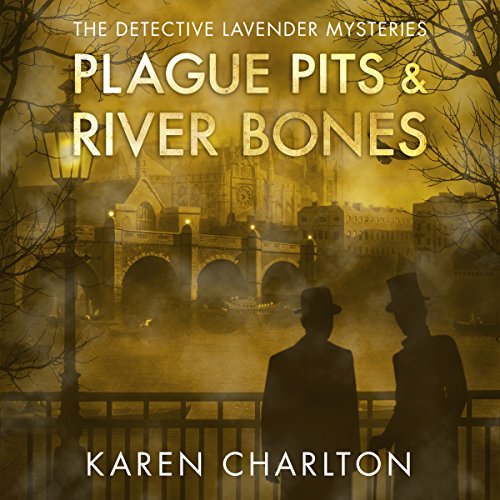 THE DETECTIVE LAVENDER MYSTERIES
PLAGUE PITS &
RIVER BONES
KAREN CHARLTON